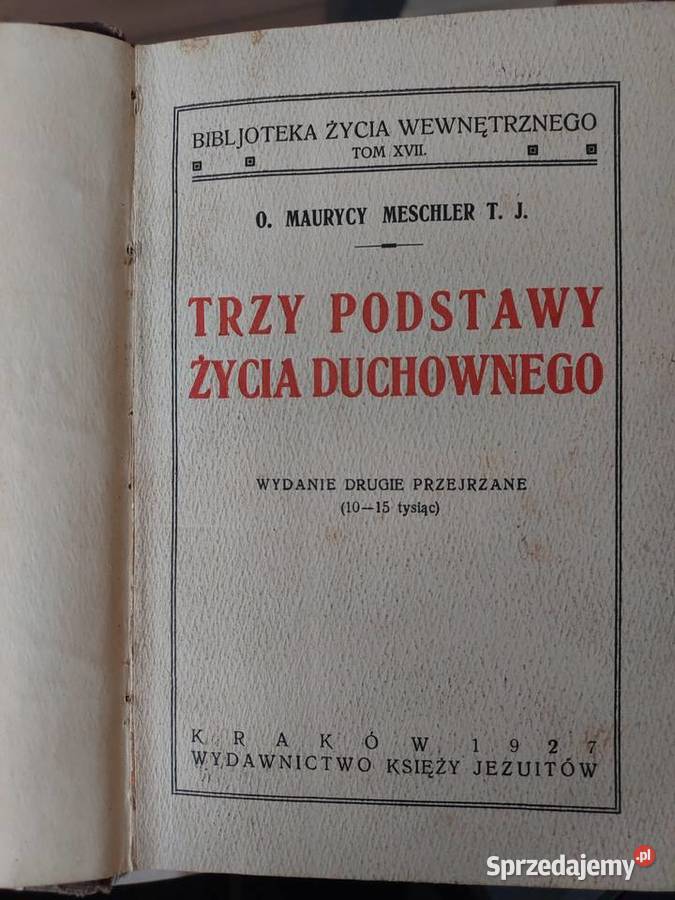 BIBLJOTEKA ŻYCIA WEWNĘTRZNEGO
TOM XVII.
O. MAURYCY MESCHLER T. J.
TRZY PODSTAWY
ŻYCIA DUCHOWNEGO
WYDANIE DRUGIE PRZEJRZANE
(10—15 tysiąc)
KRAKÓW 1927
WYDAWNICTWO KSIĘŻY JEZUITÓW
Sprzedajemy.pl